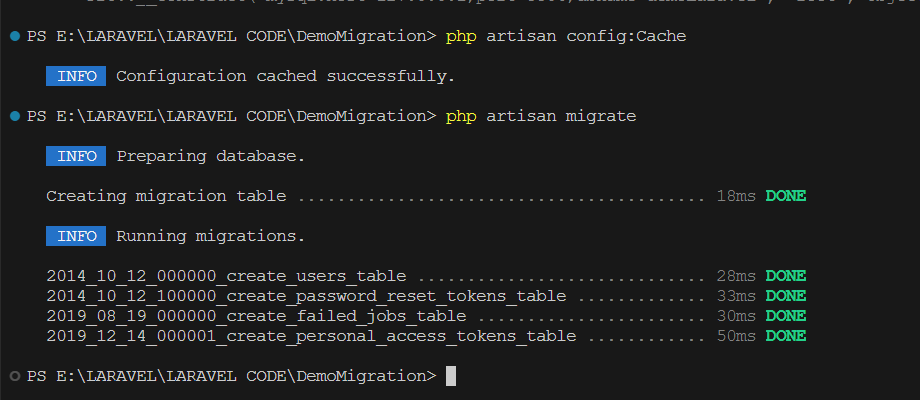 PS E:\LARAVEL\LARAVEL CODE\DemoMigration> php artisan config:Cache
INFO Configuration cached successfully.
PS E:\LARAVEL\LARAVEL CODE\DemoMigration> php artisan migrate
INFO Preparing database.
Creating migration table ......................................... 18ms DONE
INFO Running migrations.
2014_10_12_000000_create_users_table ............................. 28ms DONE
2014_10_12_100000_create_password_reset_tokens_table ............. 33ms DONE
2019_08_19_000000_create_failed_jobs_table ....................... 30ms DONE
2019_12_14_000001_create_personal_access_tokens_table ............ 50ms DONE
PS E:\LARAVEL\LARAVEL CODE\DemoMigration>